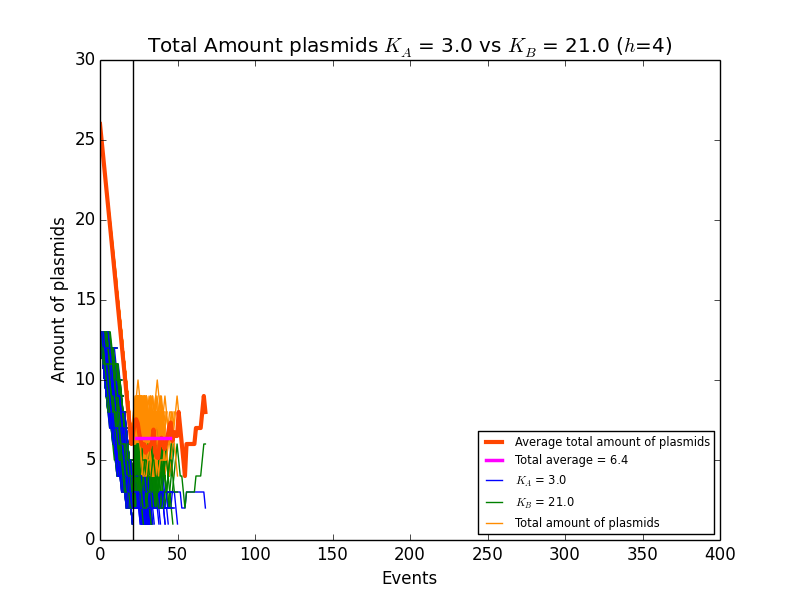 Total Amount plasmids K_A = 3.0 vs K_B = 21.0 (h=4)
30
25
20
15
10
5
0
Amount of plasmids
0 50 100 150 200 250 300 350 400
Events
Average total amount of plasmids
Total average = 6.4
K_A = 3.0
K_B = 21.0
Total amount of plasmids